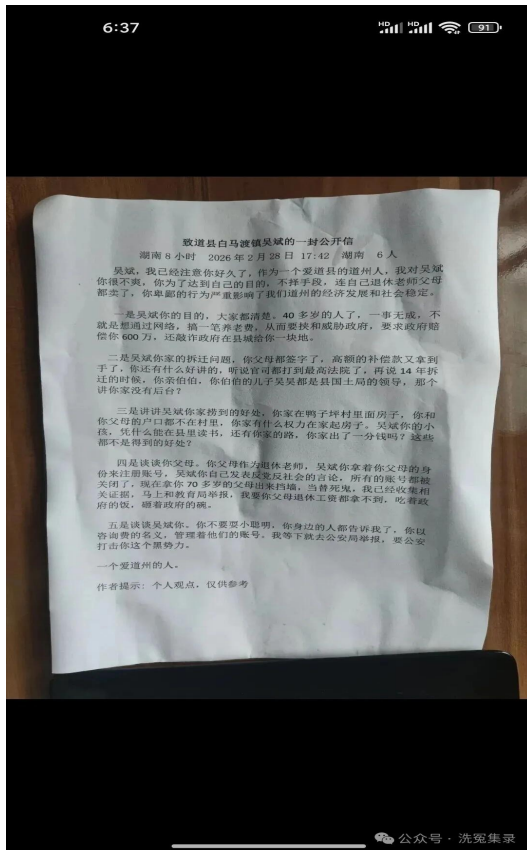 6:37
HD HD 91
致道县白马渡镇吴斌的一封公开信
湖南8小时 2026年2月28日 17:42 湖南 6人
吴斌，我已经注意你好久了，作为一个爱道县的道州人，我对吴斌
你很不爽，你为了达到自己的目的，不择手段，连自己退休老师父母
都卖了，你卑鄙的行为严重影响了我们道州的经济发展和社会稳定。
一是吴斌你的目的，大家都清楚。40多岁的人了，一事无成，不
就是想通过网络，搞一笔养老费，从而要挟和威胁政府，要求政府赔
偿你600万，还敲诈政府在县城给你一块地。
二是吴斌你家的拆迁问题，你父母都签字了，高额的补偿款又拿到
手了，你还有什么好讲的，听说官司都打到最高法院了，再说14年拆
迁的时候，你亲伯伯，你伯伯的儿子吴昊都是县国土局的领导，那个
讲你家没有后台？
三是讲讲吴斌你家捞到的好处，你家在鸭子坪村里面房子，你和
你父母的户口都不在村里，你家有什么权力在家起房子。吴斌你的小
孩，凭什么能在县里读书，还有你家的路，你家出了一分钱吗？这些
都不是得到的好处？
四是谈谈你父母。你父母作为退休老师，吴斌你拿着你父母的身
份来注册账号，吴斌你自己发表反党反社会的言论，所有的账号都被
关闭了，现在拿你70多岁的父母出来挡墙，当替死鬼，我已经收集相
关证据，马上和教育局举报，我要你父母退休工资都拿不到，吃着政
府的饭，砸着政府的碗。
五是谈谈吴斌你。你不要耍小聪明，你身边的人都告诉我了，你以
咨询费的名义，管理着他们的账号。我等下就去公安局举报，要公安
打击你这个黑势力。
一个爱道州的人。
作者提示：个人观点，仅供参考
公众号 · 洗冤集录